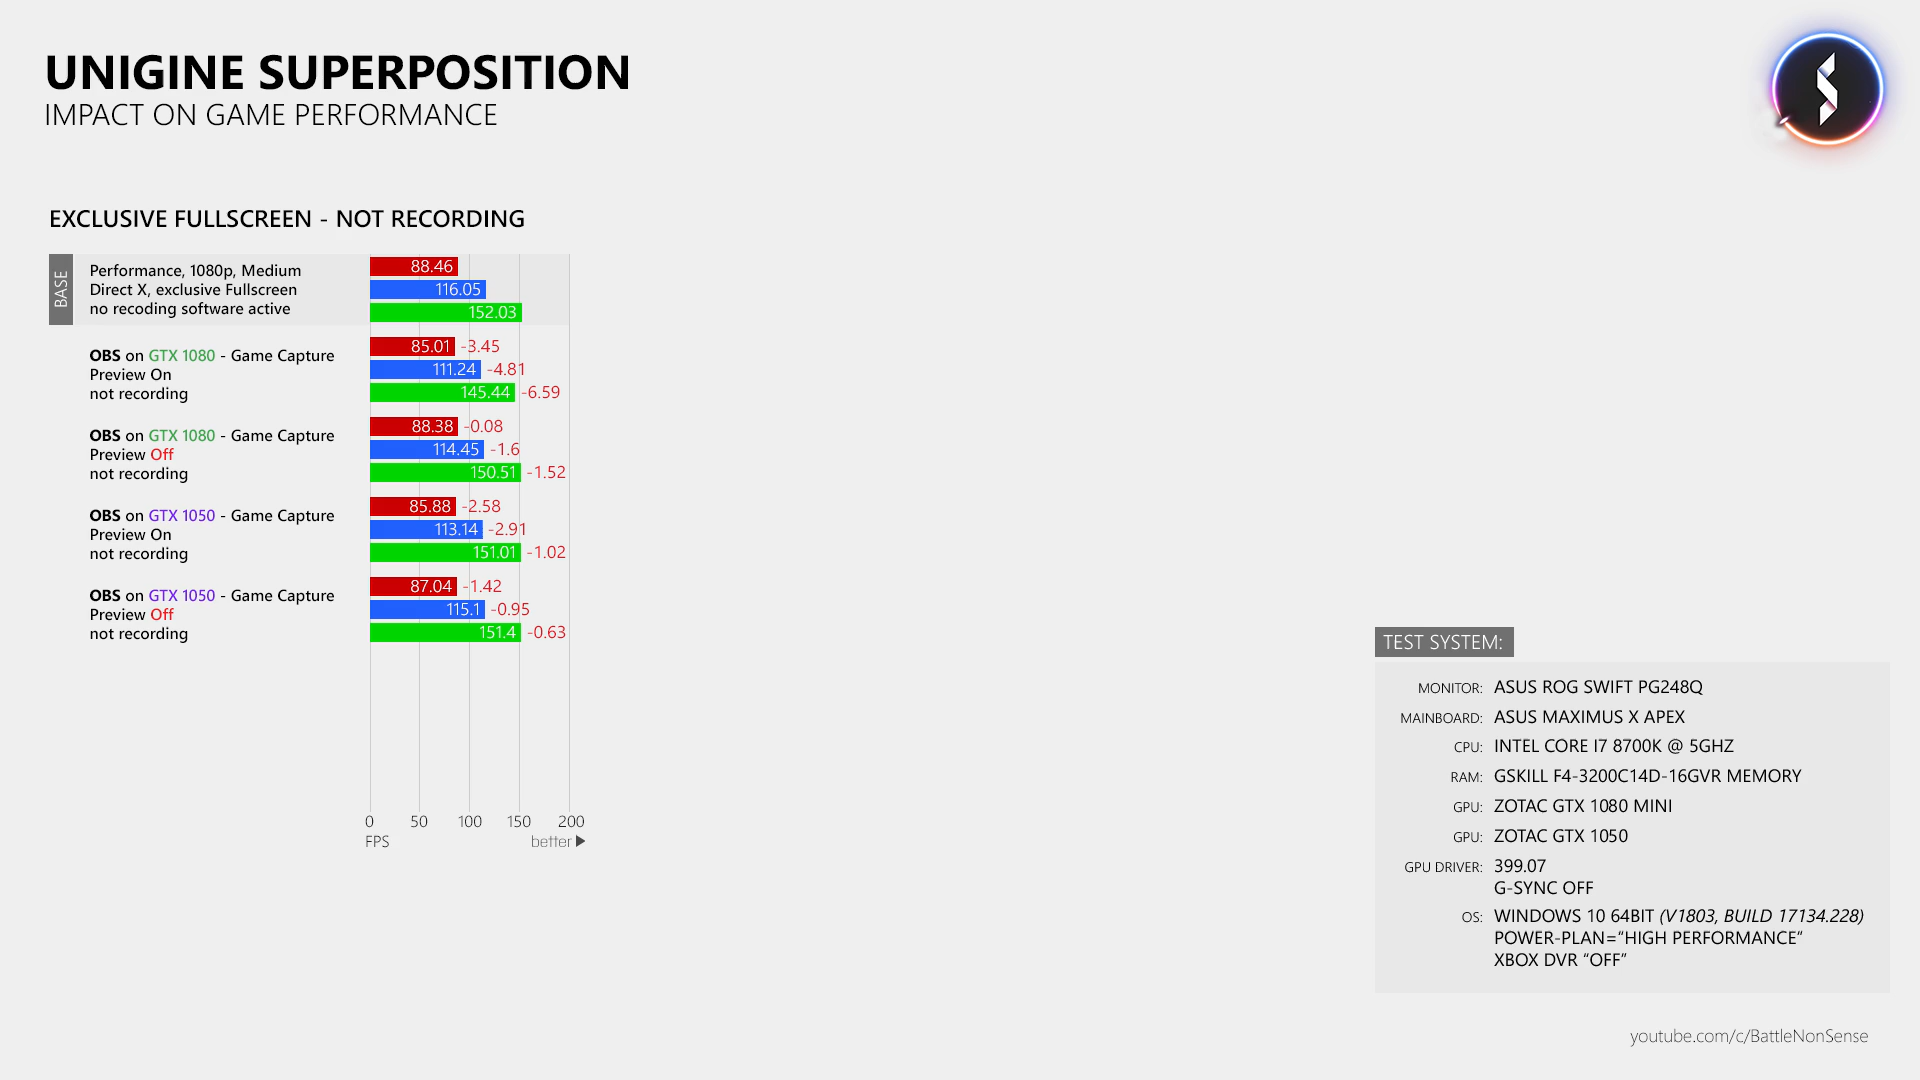 UNIGINE SUPERPOSITION
IMPACT ON GAME PERFORMANCE
EXCLUSIVE FULLSCREEN - NOT RECORDING
BASE
Performance, 1080p, Medium
Direct X, exclusive Fullscreen
no recoding software active
88.46
116.05
152.03
OBS on GTX 1080 - Game Capture
Preview On
not recording
85.01 -3.45
111.24 -4.81
145.44 -6.59
OBS on GTX 1080 - Game Capture
Preview Off
not recording
88.38 -0.08
114.45 -1.6
150.51 -1.52
OBS on GTX 1050 - Game Capture
Preview On
not recording
85.88 -2.58
113.14 -2.91
151.01 -1.02
OBS on GTX 1050 - Game Capture
Preview Off
not recording
87.04 -1.42
115.1 -0.95
151.4 -0.63
0 50 100 150 200
FPS better
TEST SYSTEM:
MONITOR: ASUS ROG SWIFT PG248Q
MAINBOARD: ASUS MAXIMUS X APEX
CPU: INTEL CORE I7 8700K @ 5GHZ
RAM: GSKILL F4-3200C14D-16GVR MEMORY
GPU: ZOTAC GTX 1080 MINI
GPU: ZOTAC GTX 1050
GPU DRIVER: 399.07
G-SYNC OFF
OS: WINDOWS 10 64BIT (V1803, BUILD 17134.228)
POWER-PLAN="HIGH PERFORMANCE"
XBOX DVR "OFF"
youtube.com/c/BattleNonSense